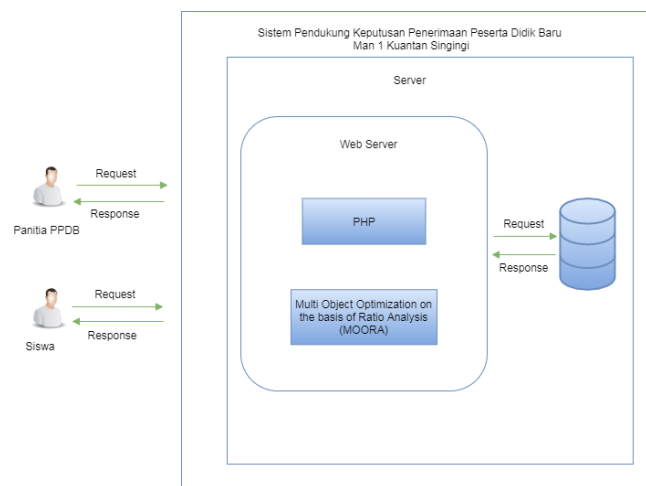 Sistem Pendukung Keputusan Penerimaan Peserta Didik Baru
Man 1 Kuantan Singingi
Server
Web Server
Request
Response
Panitia PPDB
PHP
Request
Response
Request
Response
Siswa
Multi Object Optimization on
the basis of Ratio Analysis
(MOORA)